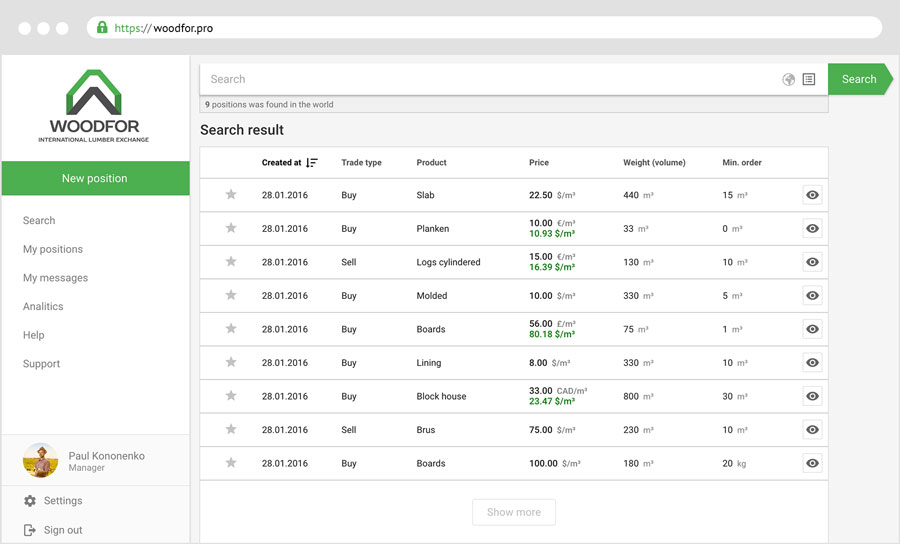 https://woodfor.pro
WOODFOR
INTERNATIONAL LUMBER EXCHANGE
New position
Search
My positions
My messages
Analitics
Help
Support
Paul Kononenko
Manager
Settings
Sign out
Search
Search
9 positions was found in the world
Search result
Created at Trade type Product Price Weight (volume) Min. order
28.01.2016 Buy Slab 22.50 $/m³ 440 m³ 15 m³
28.01.2016 Buy Planken 10.00 €/m³ 33 m³ 0 m³
10.93 $/m³
28.01.2016 Sell Logs cylindered 15.00 €/m³ 130 m³ 10 m³
16.39 $/m³
28.01.2016 Buy Molded 10.00 $/m³ 330 m³ 5 m³
28.01.2016 Buy Boards 56.00 £/m³ 75 m³ 1 m³
80.18 $/m³
28.01.2016 Buy Lining 8.00 $/m³ 330 m³ 10 m³
28.01.2016 Buy Block house 33.00 CAD/m³ 800 m³ 30 m³
23.47 $/m³
28.01.2016 Sell Brus 75.00 $/m³ 230 m³ 10 m³
28.01.2016 Buy Boards 100.00 $/m³ 180 m³ 20 kg
Show more